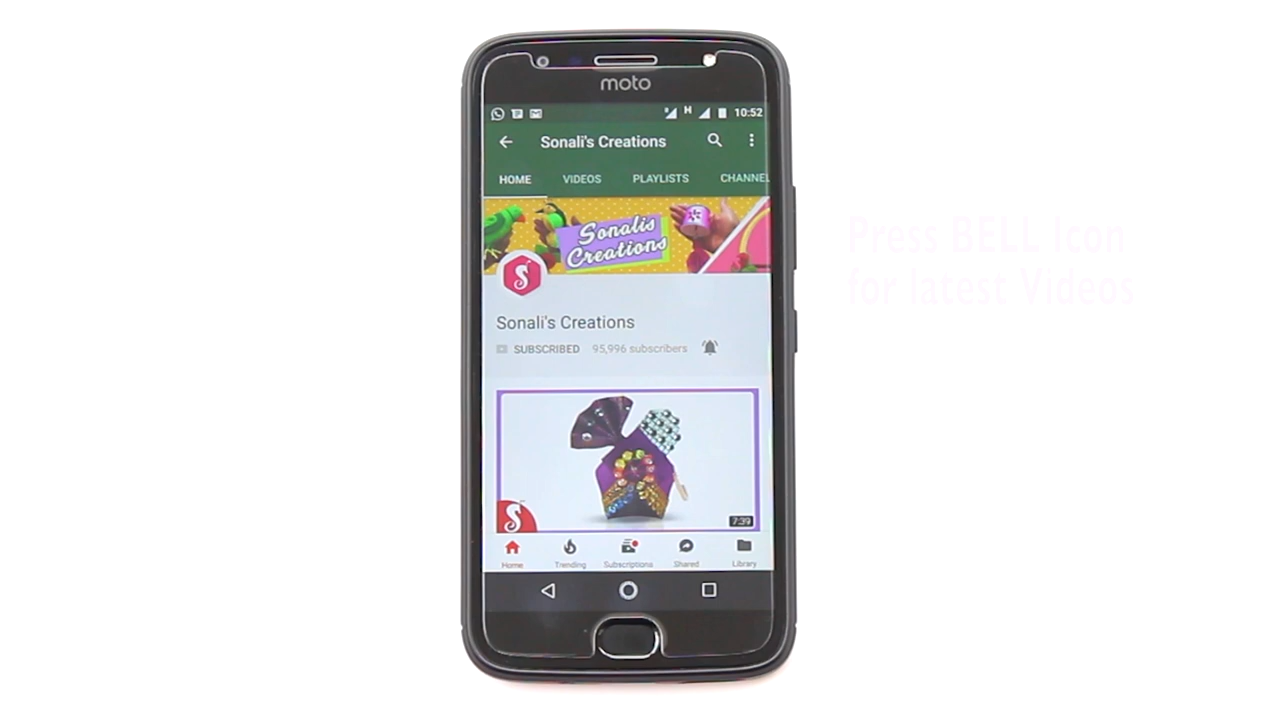 moto
H 10:52
Sonali's Creations
HOME VIDEOS PLAYLISTS CHANNEL
Sonalis
Creations
S
Sonali's Creations
SUBSCRIBED 95,996 subscribers
S
7:39
Home Trending Subscriptions Shared Library
Press BELL Icon
for latest Videos